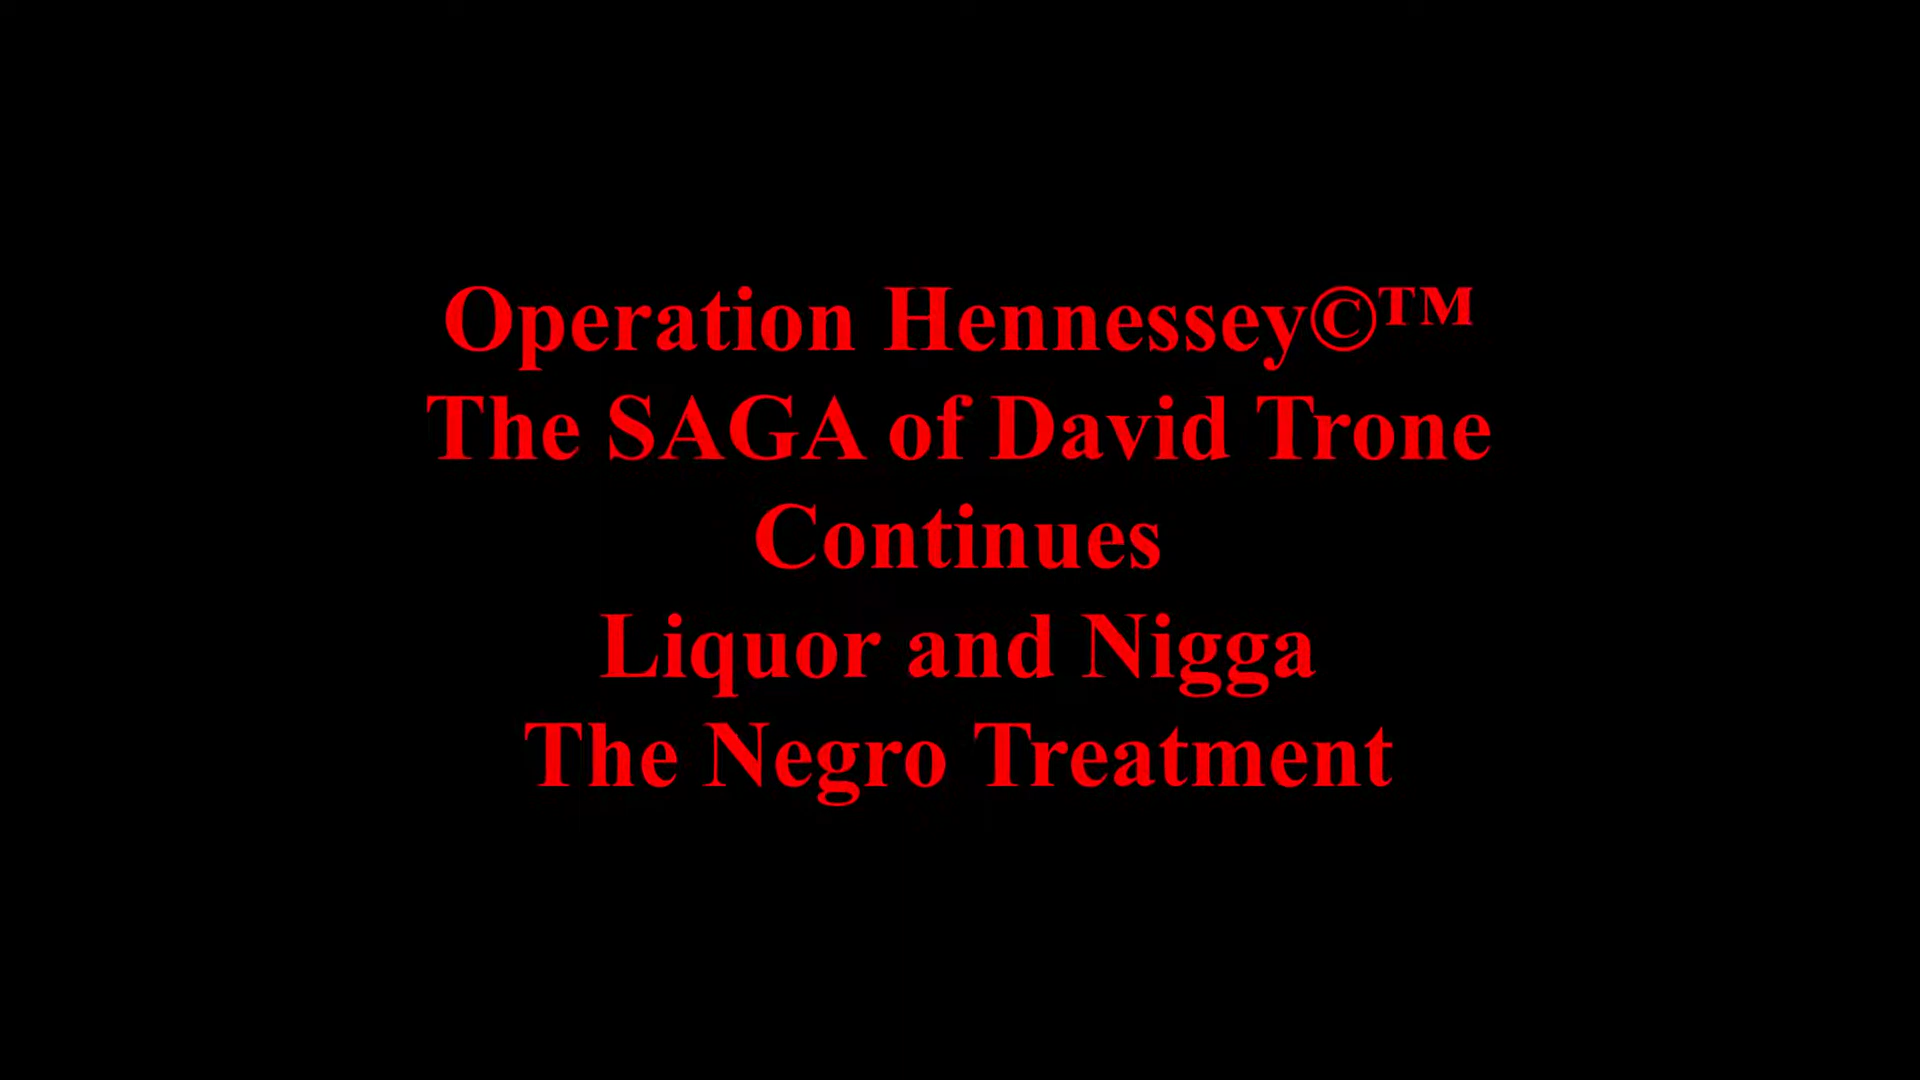 Operation Hennessey©™
The SAGA of David Trone
Continues
Liquor and Nigga
The Negro Treatment